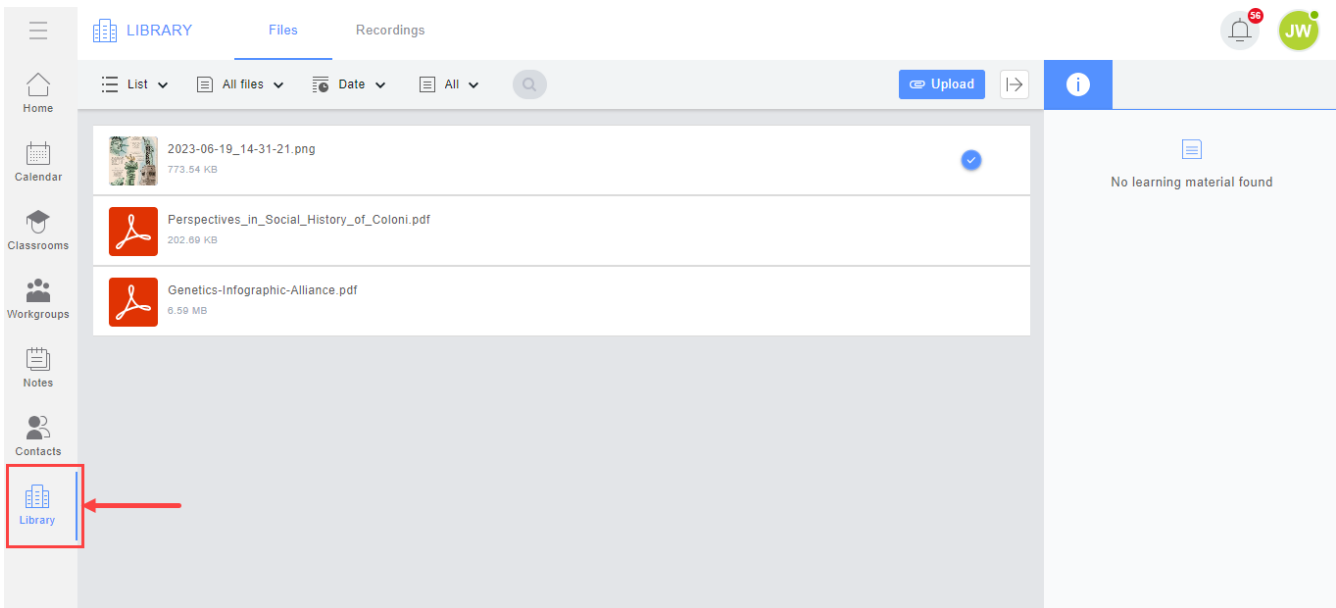 LIBRARY Files Recordings
56
JW
List All files Date All Upload
Home
Calendar
Classrooms
Workgroups
Notes
Contacts
Library
2023-06-19_14-31-21.png
773.54 KB
Perspectives_in_Social_History_of_Coloni.pdf
202.69 KB
Genetics-Infographic-Alliance.pdf
6.59 MB
No learning material found